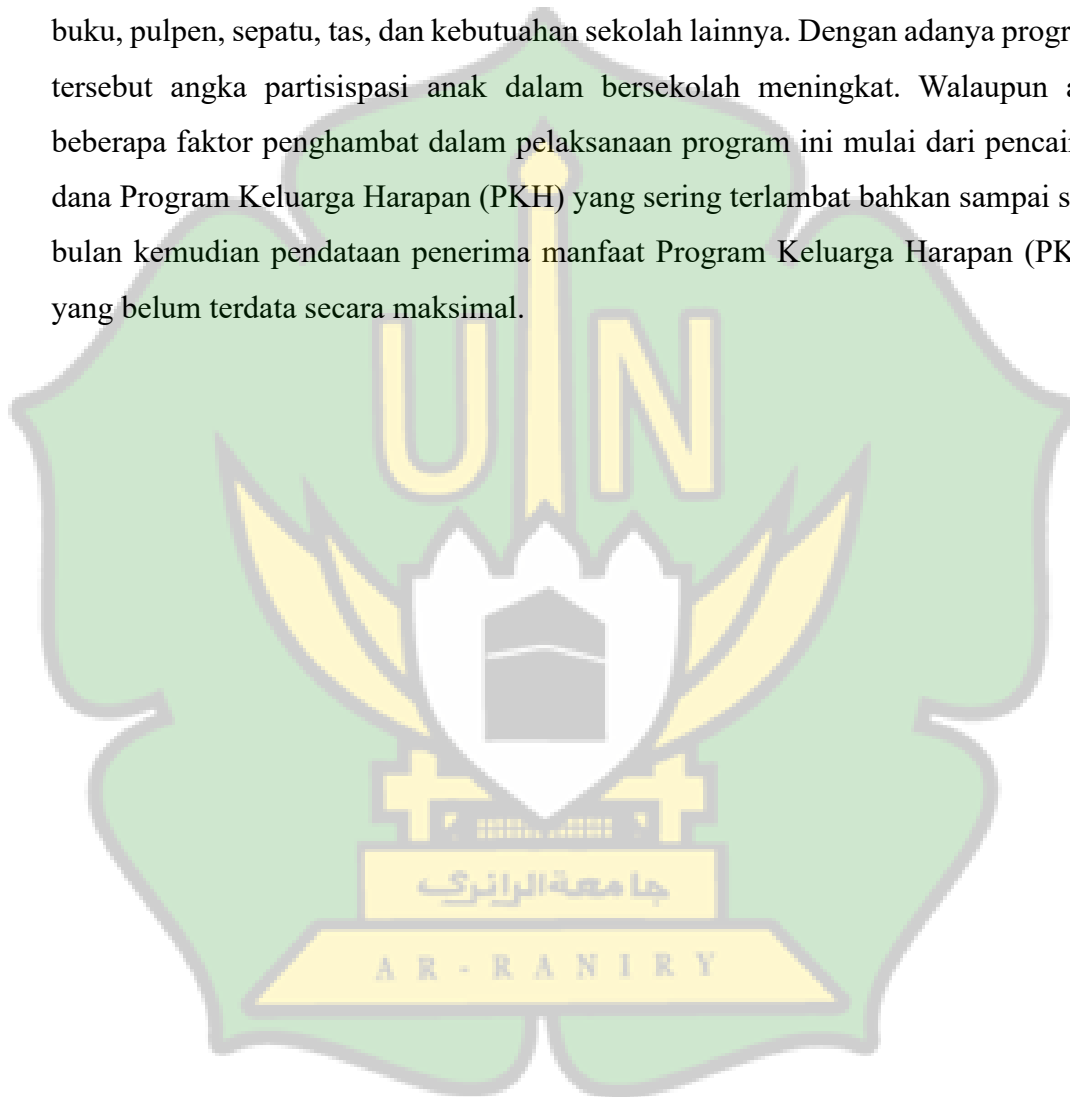 buku, pulpen, sepatu, tas, dan kebutuahan sekolah lainnya. Dengan adanya progr
tersebut angka partisispasi anak dalam bersekolah meningkat. Walaupun a
beberapa faktor penghambat dalam pelaksanaan program ini mulai dari pencai
dana Program Keluarga Harapan (PKH) yang sering terlambat bahkan sampai s
bulan kemudian pendataan penerima manfaat Program Keluarga Harapan (PK
yang belum terdata secara maksimal.
U N
جامعة الرانري
AR-RANIRY